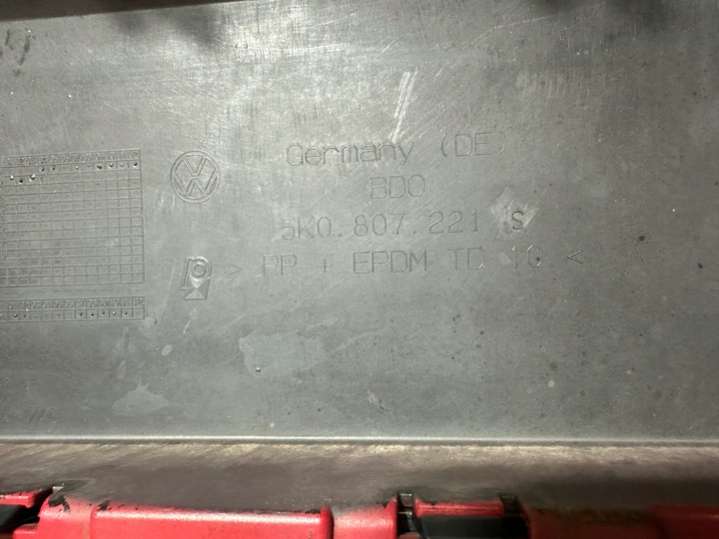 Germany (DE)
BDO
5K0.807.221 S
> PP + EPDM TD 10 <